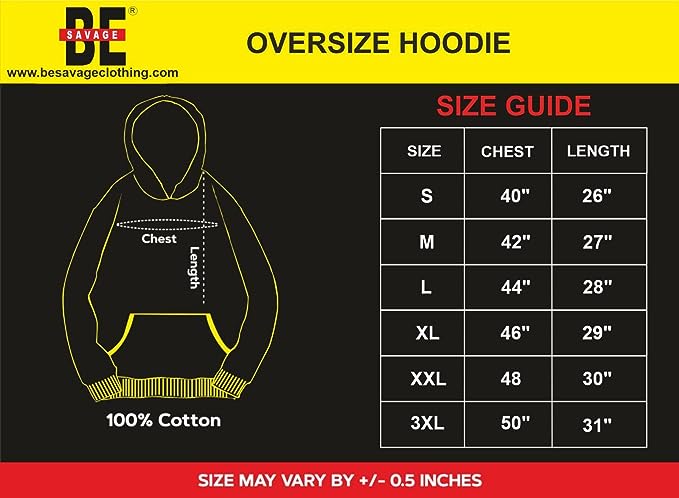 BE ®
SAVAGE
www.besavageclothing.com
OVERSIZE HOODIE
SIZE GUIDE
SIZE CHEST LENGTH
S 40" 26"
M 42" 27"
L 44" 28"
XL 46" 29"
XXL 48 30"
3XL 50" 31"
Chest
Length
100% Cotton
SIZE MAY VARY BY +/- 0.5 INCHES